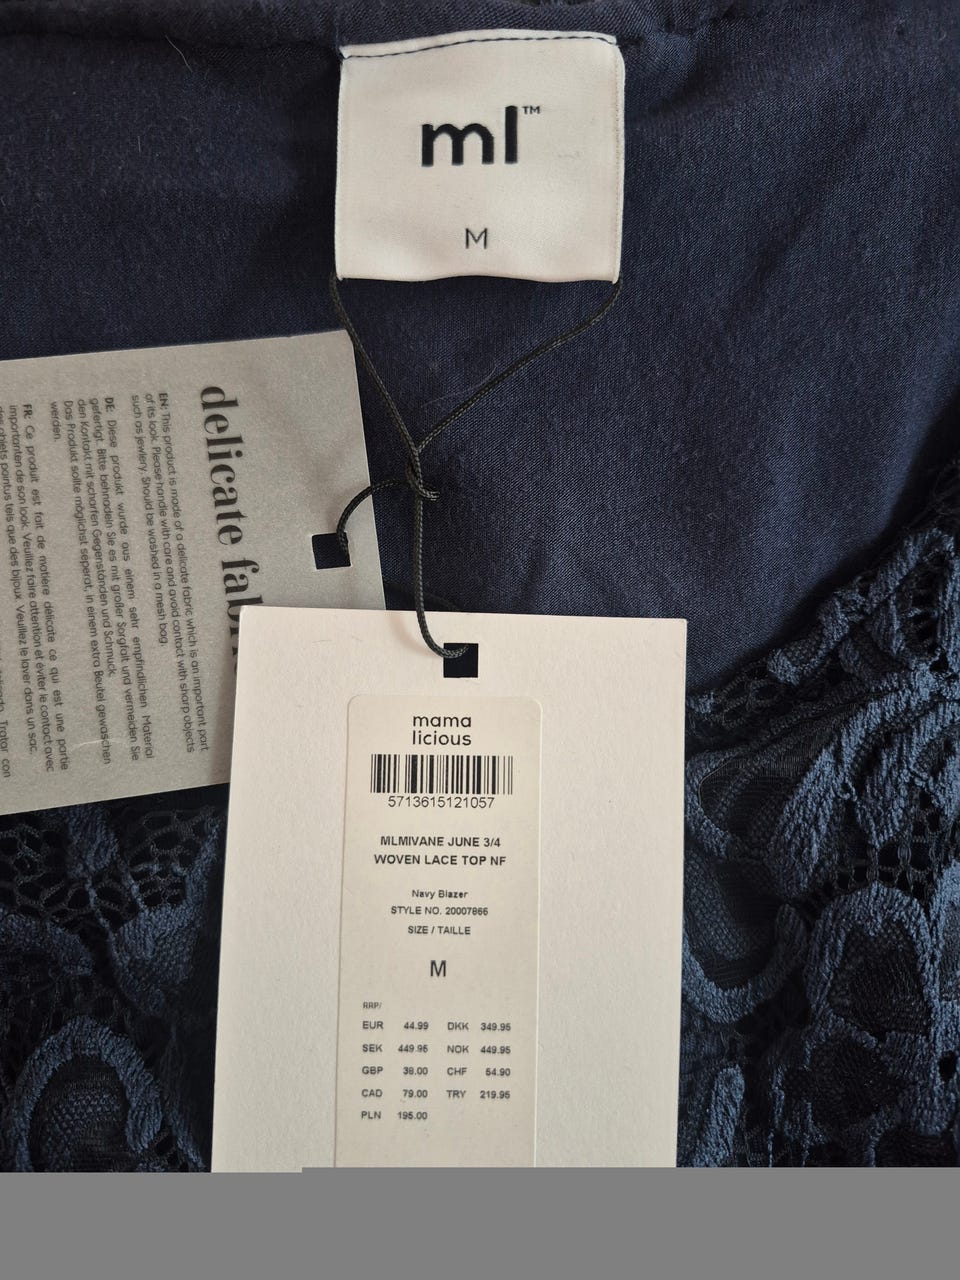 ml™
M
delicate
EN: This product is made of a delicate fabric which is an important part
of its look. Please handle with care and avoid contact with sharp objects
such as jewlery. Should be washed in a mesh bag.
DE: Diese produkt wurde aus einem sehr empfindlichen Material
gefertigt. Bitte behnadeln Sie es mit großer Sorgfalt und vermeiden Sie
den Kontakt mit scharfen Gegenständen und Schmuck.
Das Produkt sollte möglichst seperat, in einem extra Beutel gewaschen
werden.
FR: Ce produit est fait de matière délicate ce qui est une partie
importanten de son look. Veuillez faire attention et éviter le contact avec
des objets pointus tels que des bijoux. Veuillez le laver dans un sac.
Tratar con
mama
licious
5713615121057
MLMIVANE JUNE 3/4
WOVEN LACE TOP NF
Navy Blazer
STYLE NO. 20007866
SIZE / TAILLE
M
RRP/
EUR 44.99 DKK 349.95
SEK 449.95 NOK 449.95
GBP 38.00 CHF 54.90
CAD 79.00 TRY 219.95
PLN 195.00